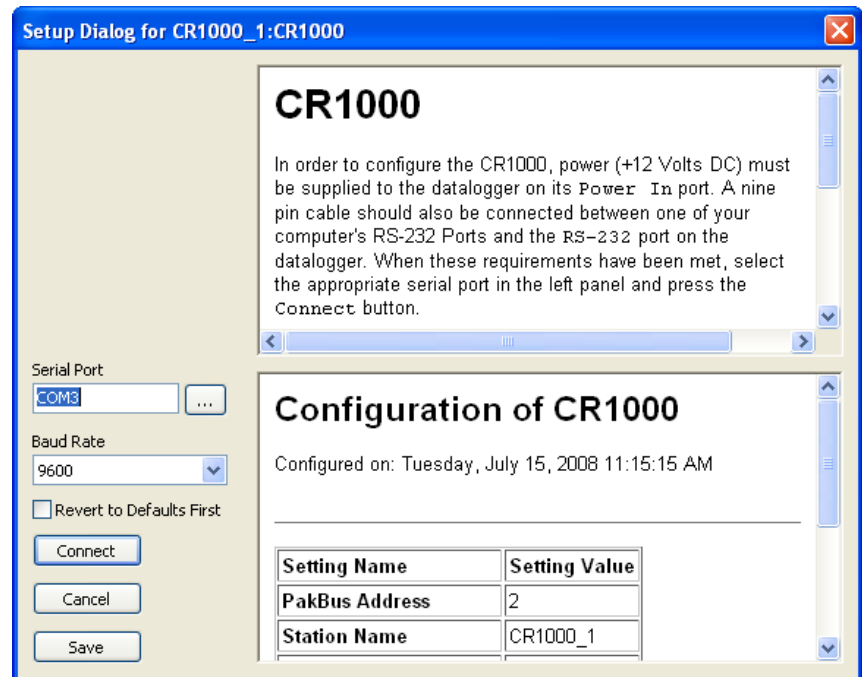 Setup Dialog for CR1000_1:CR1000
CR1000
In order to configure the CR1000, power (+12 Volts DC) must
be supplied to the datalogger on its Power In port. A nine
pin cable should also be connected between one of your
computer's RS-232 Ports and the RS-232 port on the
datalogger. When these requirements have been met, select
the appropriate serial port in the left panel and press the
Connect button.
Serial Port
COM3
...
Baud Rate
9600
Revert to Defaults First
Connect
Cancel
Save
Configuration of CR1000
Configured on: Tuesday, July 15, 2008 11:15:15 AM
Setting Name Setting Value
PakBus Address 2
Station Name CR1000_1